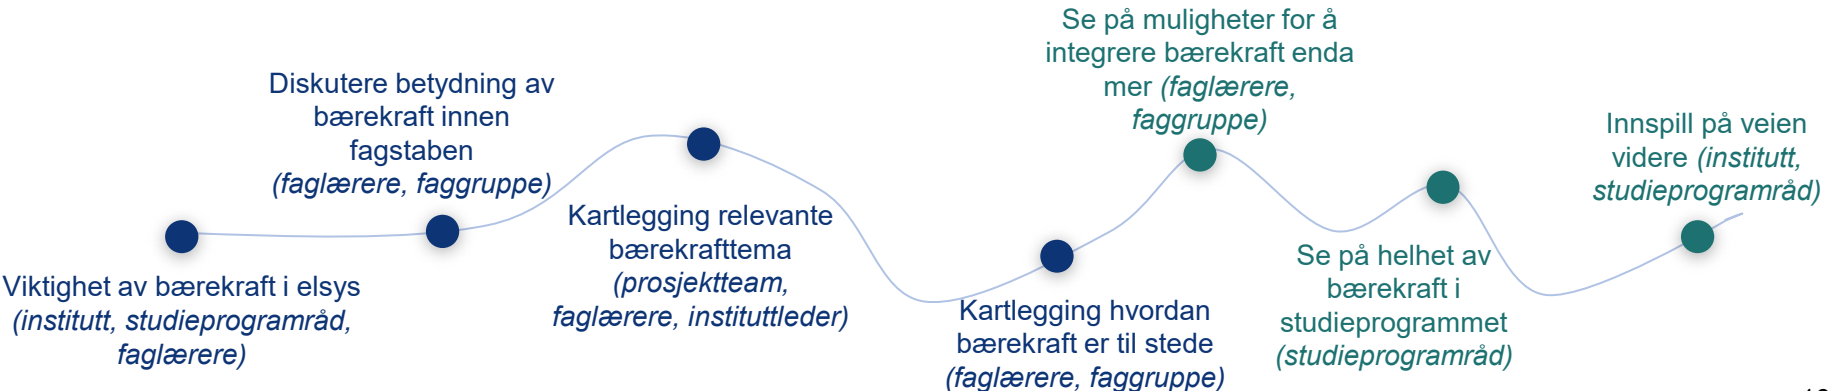 Viktighet av bærekraft i elsys
(institutt, studieprogramråd,
faglærere)
Diskutere betydning av
bærekraft innen
fagstaben
(faglærere, faggruppe)
Kartlegging relevante
bærekrafttema
(prosjektteam,
faglærere, instituttleder)
Kartlegging hvordan
bærekraft er til stede
(faglærere, faggruppe)
Se på muligheter for å
integrere bærekraft enda
mer (faglærere,
faggruppe)
Se på helhet av
bærekraft i
studieprogrammet
(studieprogramråd)
Innspill på veien
videre (institutt,
studieprogramråd)